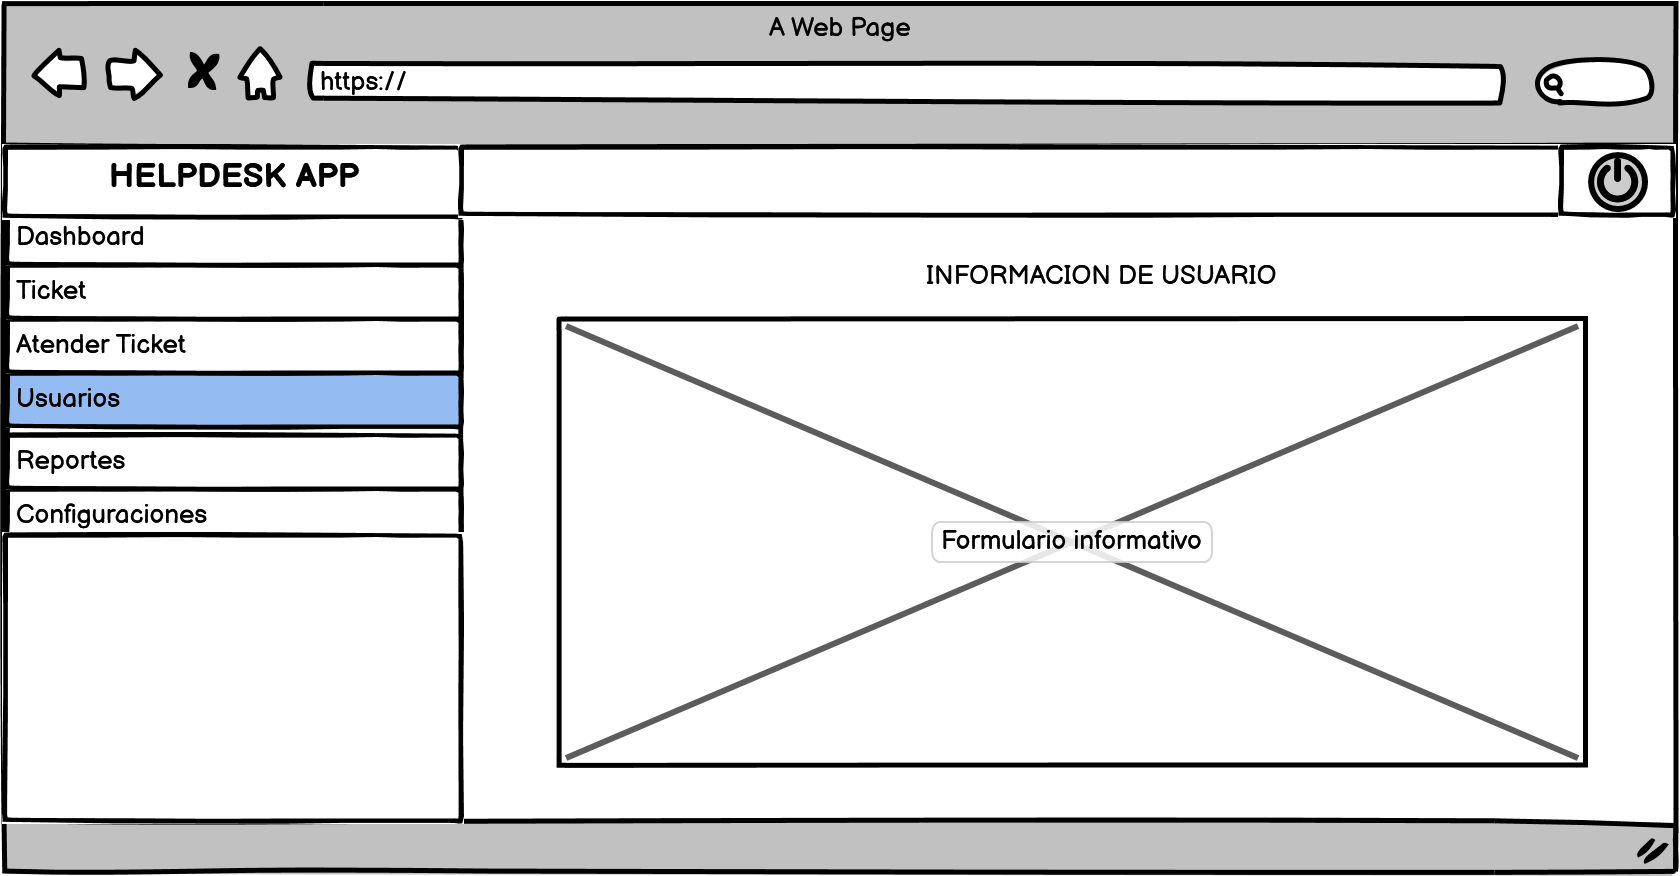 A Web Page
https://
HELPDESK APP
Dashboard
Ticket
Atender Ticket
Usuarios
Reportes
Configuraciones
INFORMACION DE USUARIO
Formulario informativo